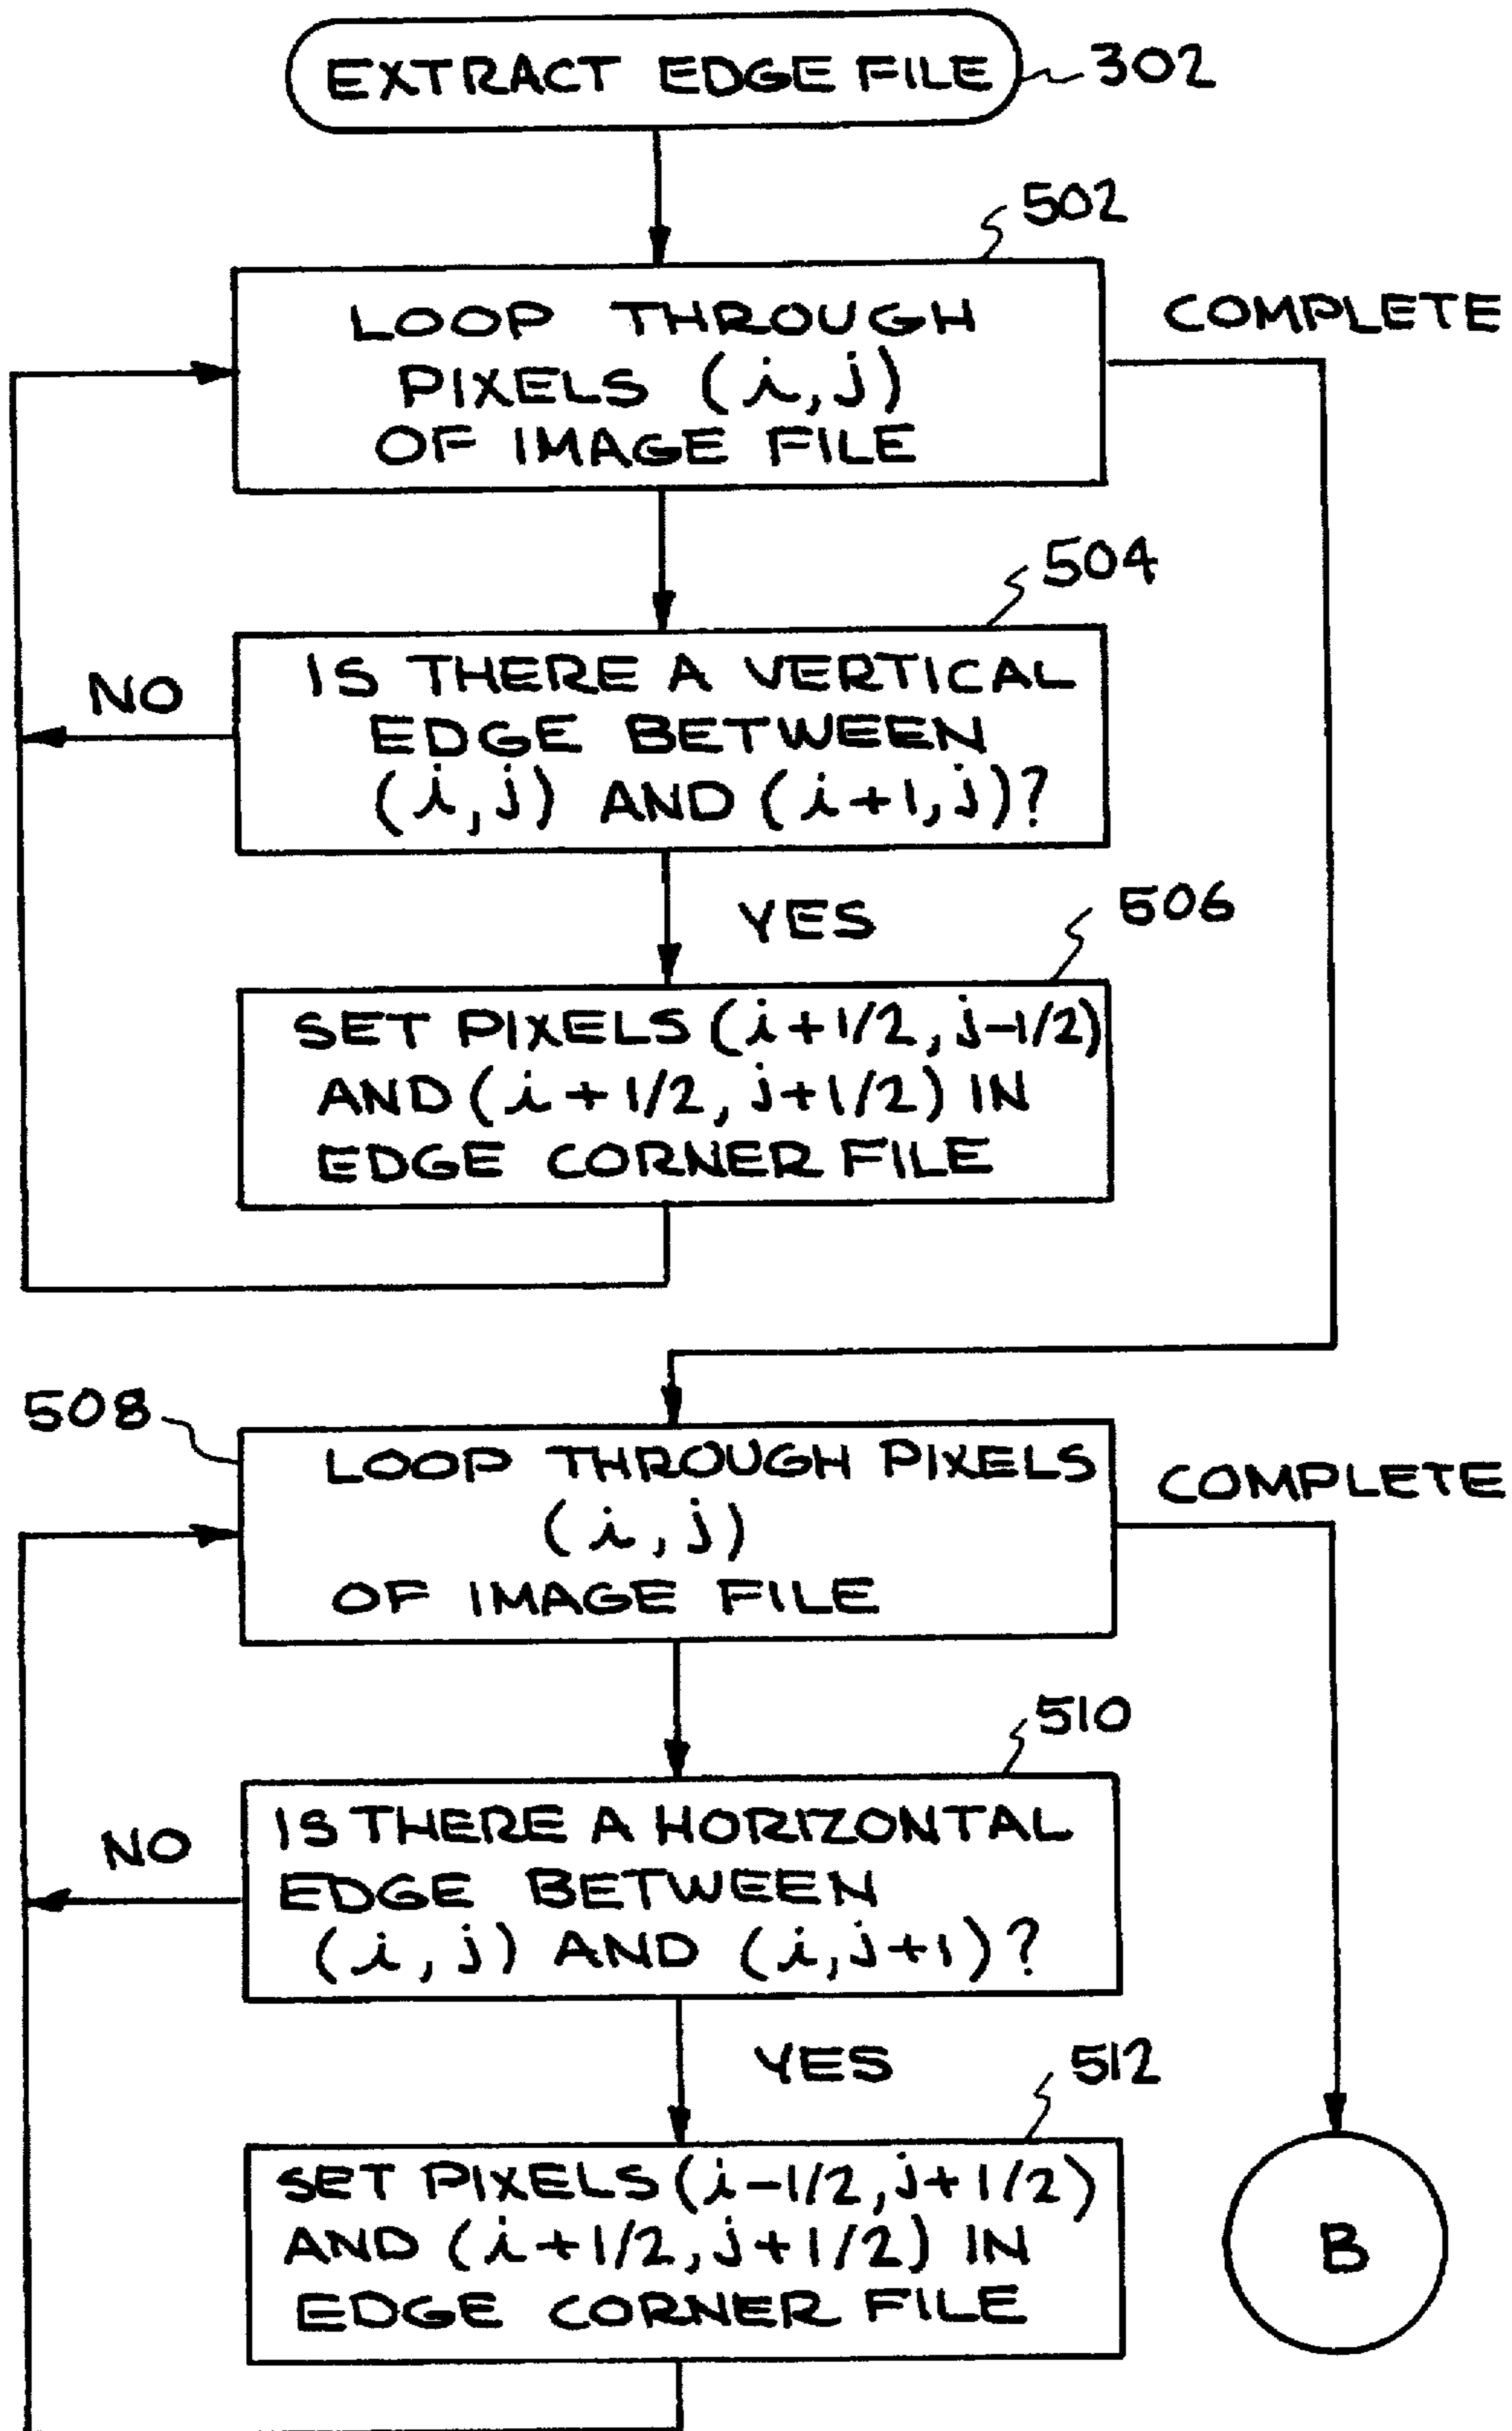 EXTRACT EDGE FILE 302
502
LOOP THROUGH
PIXELS (i,j)
OF IMAGE FILE
COMPLETE
504
IS THERE A VERTICAL
EDGE BETWEEN
(i,j) AND (i+1,j)?
NO
YES
506
SET PIXELS (i+1/2, j-1/2)
AND (i+1/2, j+1/2) IN
EDGE CORNER FILE
508
LOOP THROUGH PIXELS
(i,j)
OF IMAGE FILE
COMPLETE
510
IS THERE A HORIZONTAL
EDGE BETWEEN
(i,j) AND (i,j+1)?
NO
YES
512
SET PIXELS (i-1/2, j+1/2)
AND (i+1/2, j+1/2) IN
EDGE CORNER FILE
B